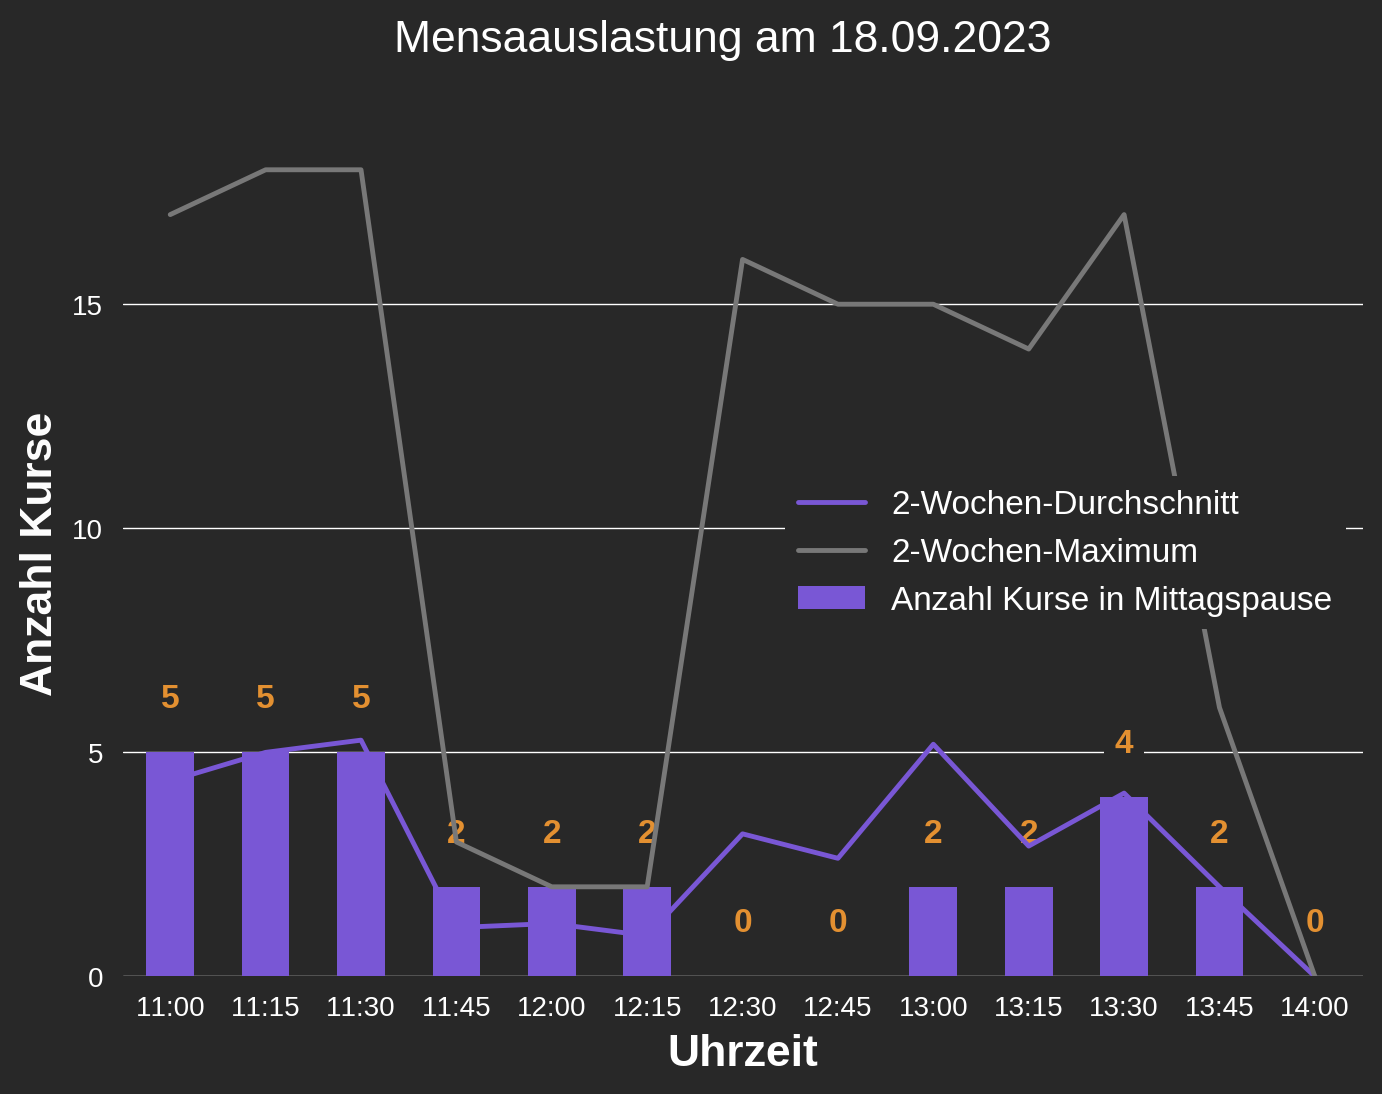 Mensaauslastung am 18.09.2023
Anzahl Kurse
15
10
5
0
2-Wochen-Durchschnitt
2-Wochen-Maximum
Anzahl Kurse in Mittagspause
5 5 5 2 2 2 0 0 2 2 4 2 0
11:00 11:15 11:30 11:45 12:00 12:15 12:30 12:45 13:00 13:15 13:30 13:45 14:00
Uhrzeit